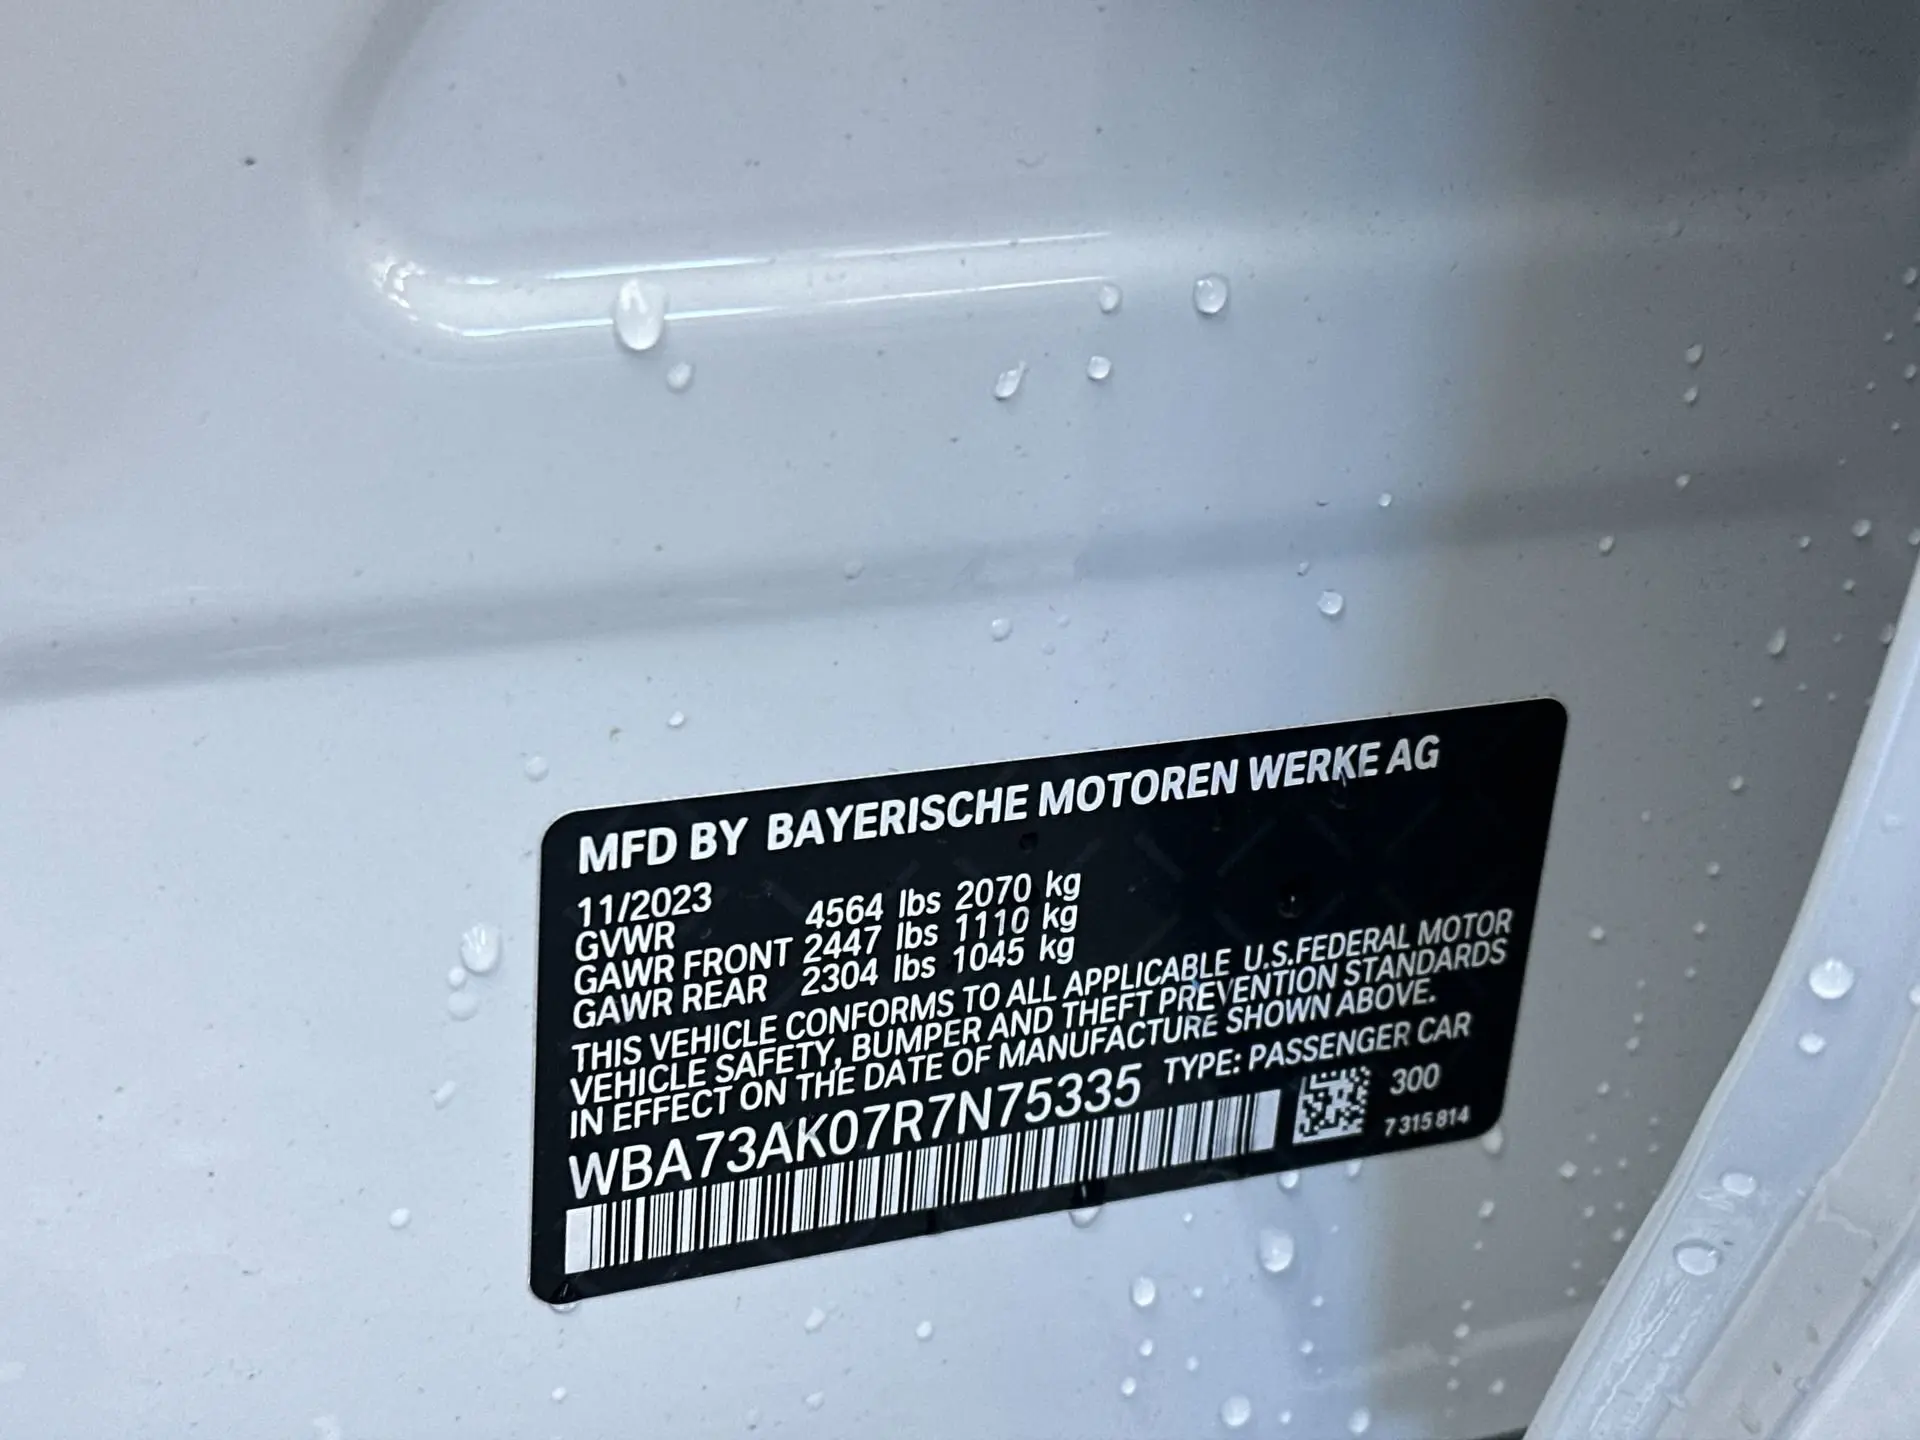 MFD BY BAYERISCHE MOTOREN WERKE AG
11/2023
GVWR 4564 lbs 2070 kg
GAWR FRONT 2447 lbs 1110 kg
GAWR REAR 2304 lbs 1045 kg
THIS VEHICLE CONFORMS TO ALL APPLICABLE U.S.FEDERAL MOTOR
VEHICLE SAFETY, BUMPER AND THEFT PREVENTION STANDARDS
IN EFFECT ON THE DATE OF MANUFACTURE SHOWN ABOVE.
WBA73AK07R7N75335 TYPE: PASSENGER CAR
300
7 315 814